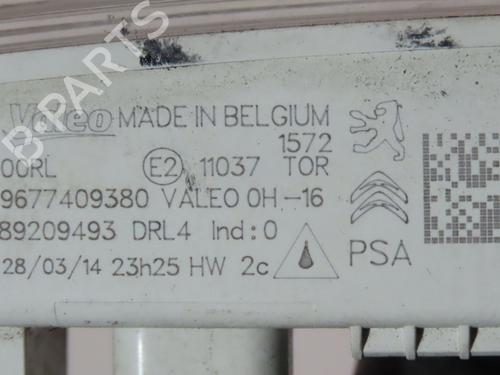 B-PARTS
Valeo MADE IN BELGIUM
1572
00RL E2 11037 TOR
9677409380 VALEO 0H-16
89209493 DRL4 Ind:0
28/03/14 23h25 HW 2c PSA